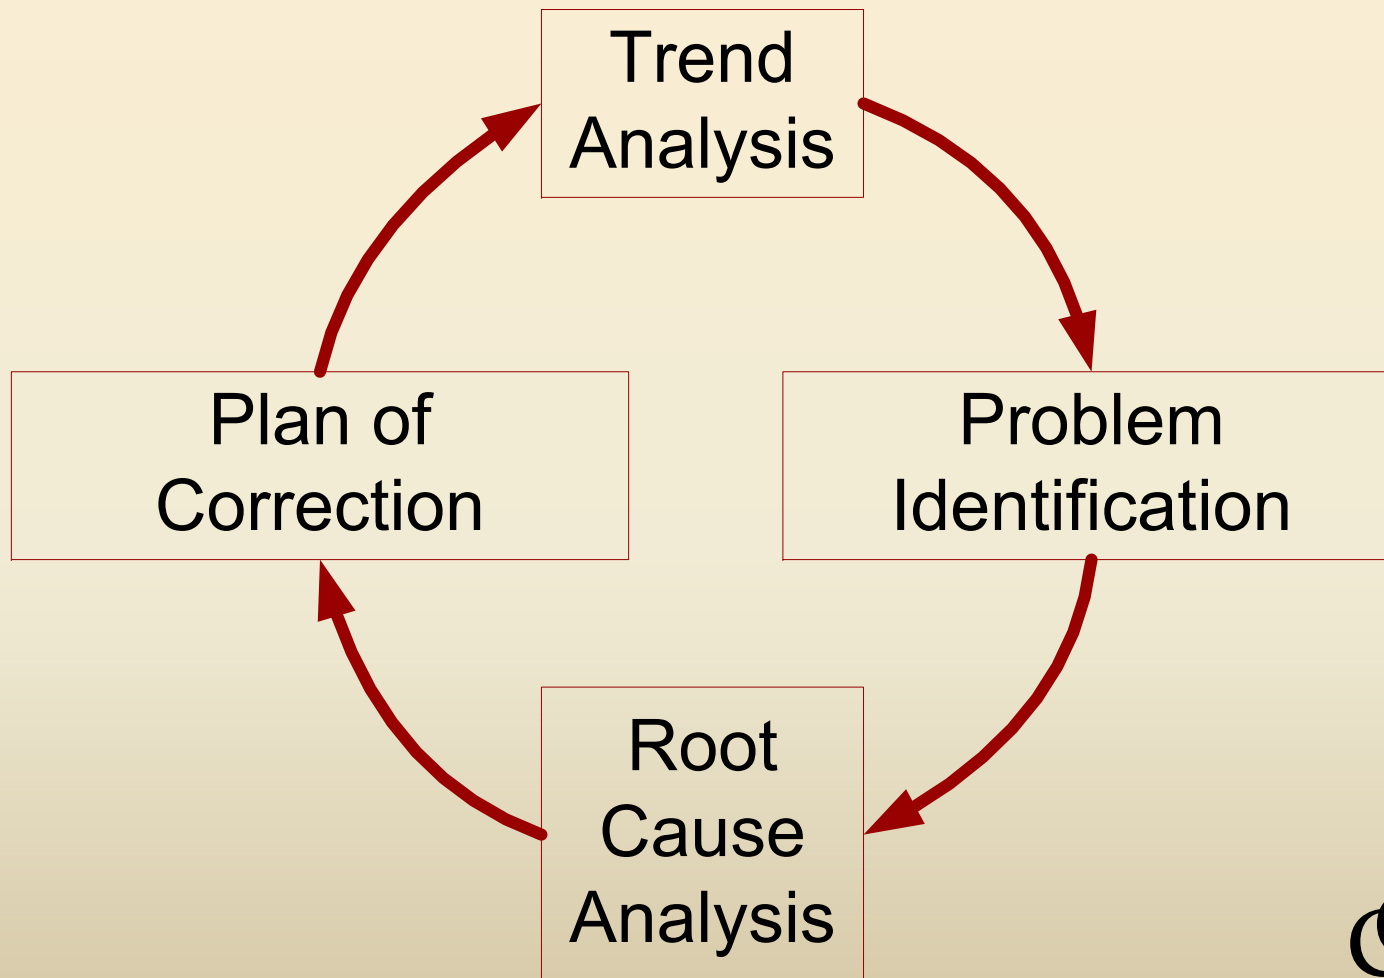 Trend
Analysis
Plan of
Correction
Problem
Identification
Root
Cause
Analysis